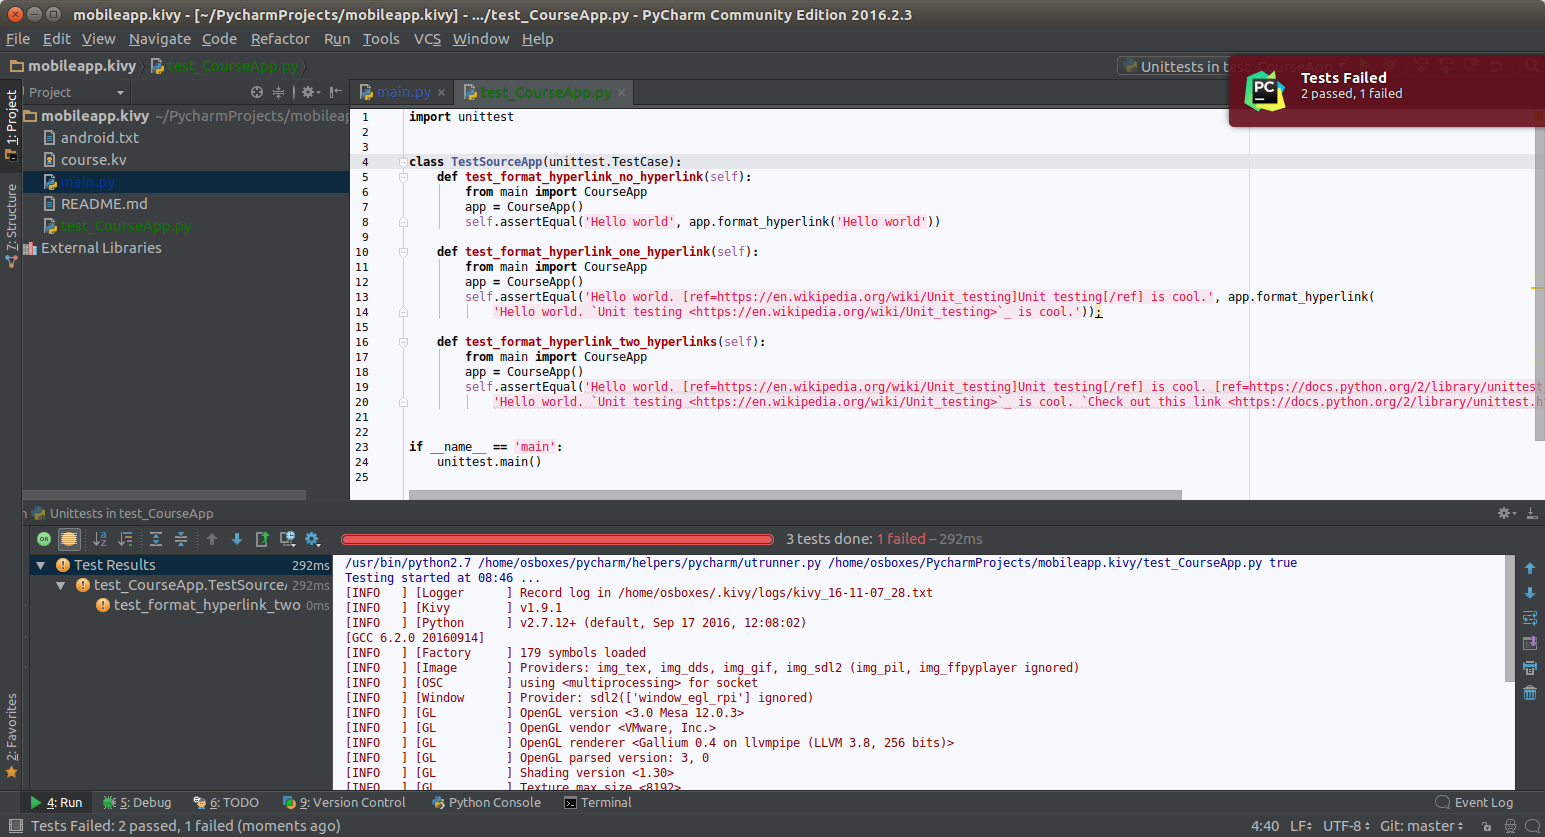 mobileapp.kivy - [~/PycharmProjects/mobileapp.kivy] - .../test_CourseApp.py - PyCharm Community Edition 2016.2.3
File Edit View Navigate Code Refactor Run Tools VCS Window Help
mobileapp.kivy test_CourseApp.py Unittests in test_CourseApp
PC Tests Failed
2 passed, 1 failed
Project main.py test_CourseApp.py
1: Project
7: Structure
2: Favorites
mobileapp.kivy ~/PycharmProjects/mobileap
android.txt
course.kv
main.py
README.md
test_CourseApp.py
External Libraries
1 import unittest
2
3
4 class TestSourceApp(unittest.TestCase):
5 def test_format_hyperlink_no_hyperlink(self):
6 from main import CourseApp
7 app = CourseApp()
8 self.assertEqual('Hello world', app.format_hyperlink('Hello world'))
9
10 def test_format_hyperlink_one_hyperlink(self):
11 from main import CourseApp
12 app = CourseApp()
13 self.assertEqual('Hello world. [ref=https://en.wikipedia.org/wiki/Unit_testing]Unit testing[/ref] is cool.', app.format_hyperlink(
14 'Hello world. `Unit testing <https://en.wikipedia.org/wiki/Unit_testing>`_ is cool.'));
15
16 def test_format_hyperlink_two_hyperlinks(self):
17 from main import CourseApp
18 app = CourseApp()
19 self.assertEqual('Hello world. [ref=https://en.wikipedia.org/wiki/Unit_testing]Unit testing[/ref] is cool. [ref=https://docs.python.org/2/library/unittest
20 'Hello world. `Unit testing <https://en.wikipedia.org/wiki/Unit_testing>`_ is cool. `Check out this link <https://docs.python.org/2/library/unittest.h
21
22
23 if __name__ == 'main':
24 unittest.main()
25
Unittests in test_CourseApp
OK 3 tests done: 1 failed – 292ms
Test Results 292ms
test_CourseApp.TestSourceA 292ms
test_format_hyperlink_two 0ms
/usr/bin/python2.7 /home/osboxes/pycharm/helpers/pycharm/utrunner.py /home/osboxes/PycharmProjects/mobileapp.kivy/test_CourseApp.py true
Testing started at 08:46 ...
[INFO ] [Logger ] Record log in /home/osboxes/.kivy/logs/kivy_16-11-07_28.txt
[INFO ] [Kivy ] v1.9.1
[INFO ] [Python ] v2.7.12+ (default, Sep 17 2016, 12:08:02)
[GCC 6.2.0 20160914]
[INFO ] [Factory ] 179 symbols loaded
[INFO ] [Image ] Providers: img_tex, img_dds, img_gif, img_sdl2 (img_pil, img_ffpyplayer ignored)
[INFO ] [OSC ] using <multiprocessing> for socket
[INFO ] [Window ] Provider: sdl2(['window_egl_rpi'] ignored)
[INFO ] [GL ] OpenGL version <3.0 Mesa 12.0.3>
[INFO ] [GL ] OpenGL vendor <VMware, Inc.>
[INFO ] [GL ] OpenGL renderer <Gallium 0.4 on llvmpipe (LLVM 3.8, 256 bits)>
[INFO ] [GL ] OpenGL parsed version: 3, 0
[INFO ] [GL ] Shading version <1.30>
[INFO ] [GL ] Texture max size <8192>
4: Run 5: Debug 6: TODO 9: Version Control Python Console Terminal Event Log
Tests Failed: 2 passed, 1 failed (moments ago) 4:40 LF UTF-8 Git: master